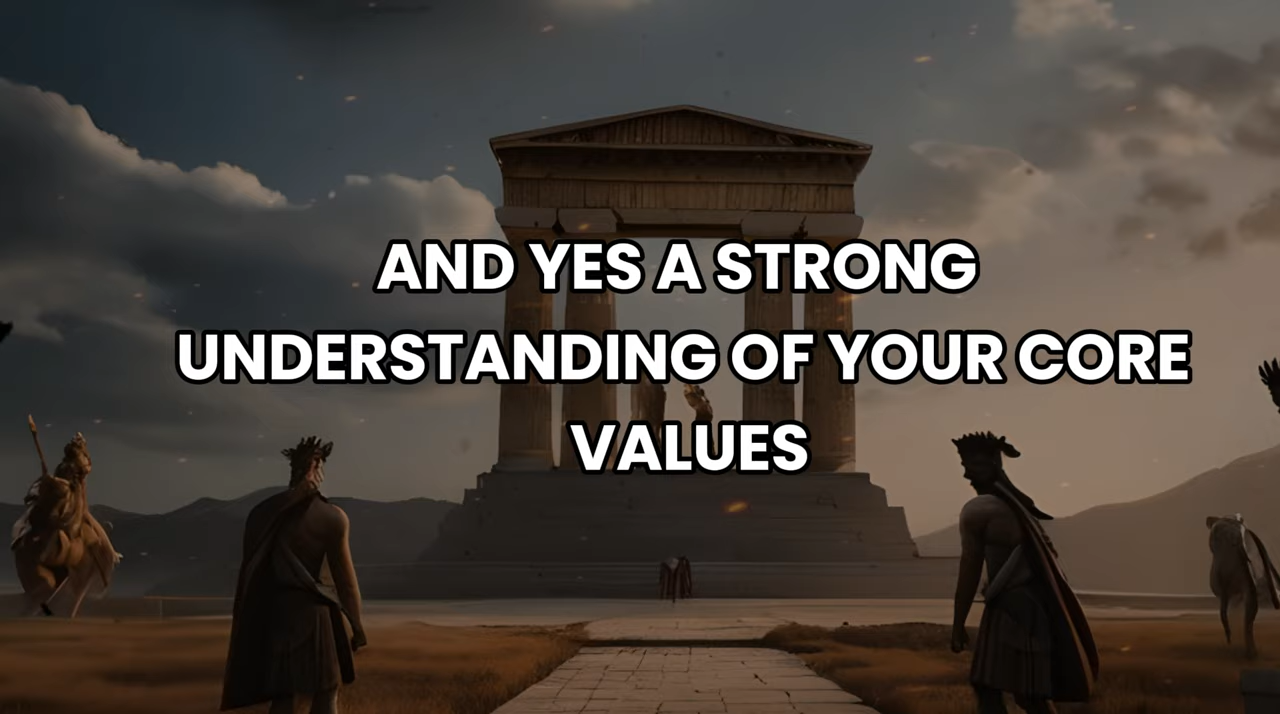 AND YES A STRONG
UNDERSTANDING OF YOUR CORE
VALUES